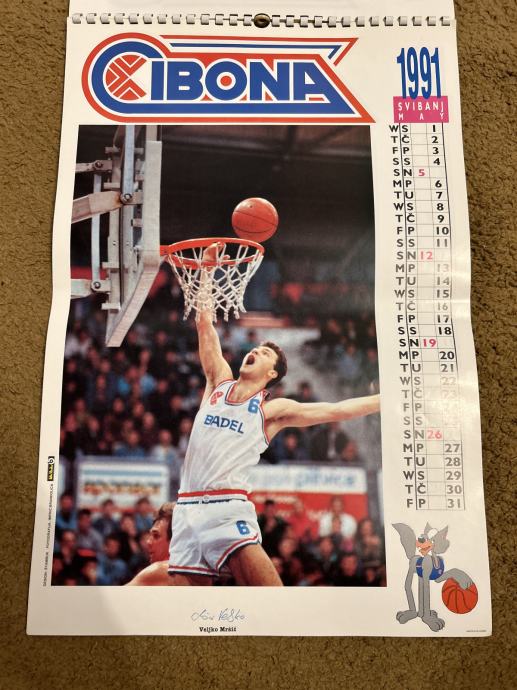 CIBONA
1991
SVIBANJ
MAY
W S 1
T Č 2
F P 3
S S 4
S N 5
M P 6
T U 7
W S 8
T Č 9
F P 10
S S 11
S N 12
M P 13
T U 14
W S 15
T Č 16
F P 17
S S 18
S N 19
M P 20
T U 21
W S 22
T Č 23
F P 24
S S 25
S N 26
M P 27
T U 28
W S 29
T Č 30
F P 31
6
BADEL
6
Veljko Mršić